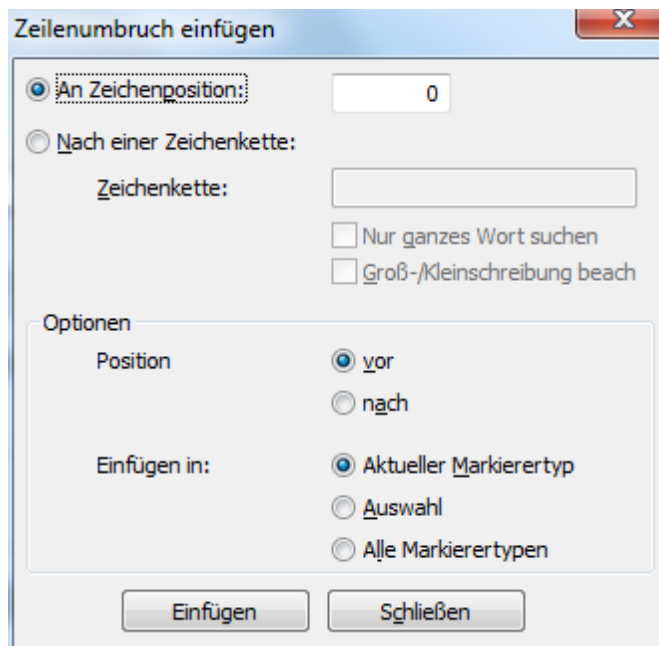 Zeilenumbruch einfügen
An Zeichenposition: 0
Nach einer Zeichenkette:
Zeichenkette:
Nur ganzes Wort suchen
Groß-/Kleinschreibung beach
Optionen
Position vor
nach
Einfügen in: Aktueller Markierertyp
Auswahl
Alle Markierertypen
Einfügen Schließen